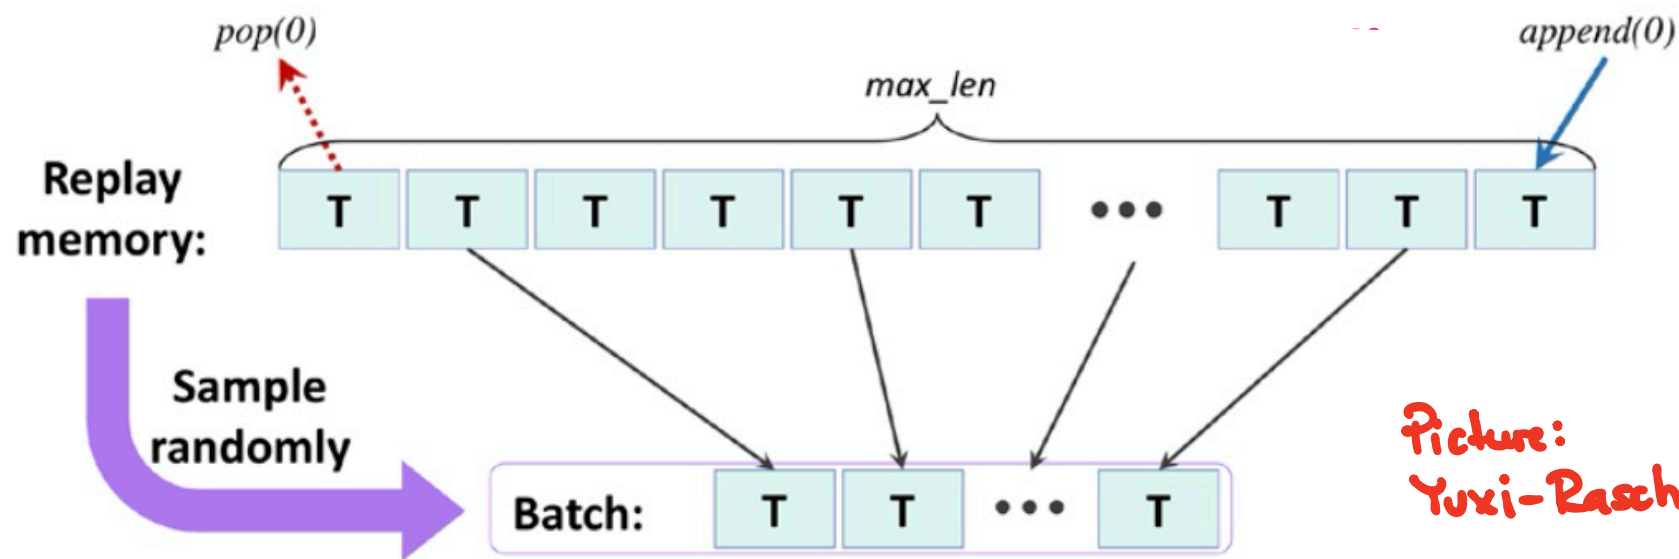 pop(0)
append(0)
max_len
Replay
memory:
T T T T T T ••• T T T
Sample
randomly
Batch: T T ••• T
Picture:
Yuxi-Rasch